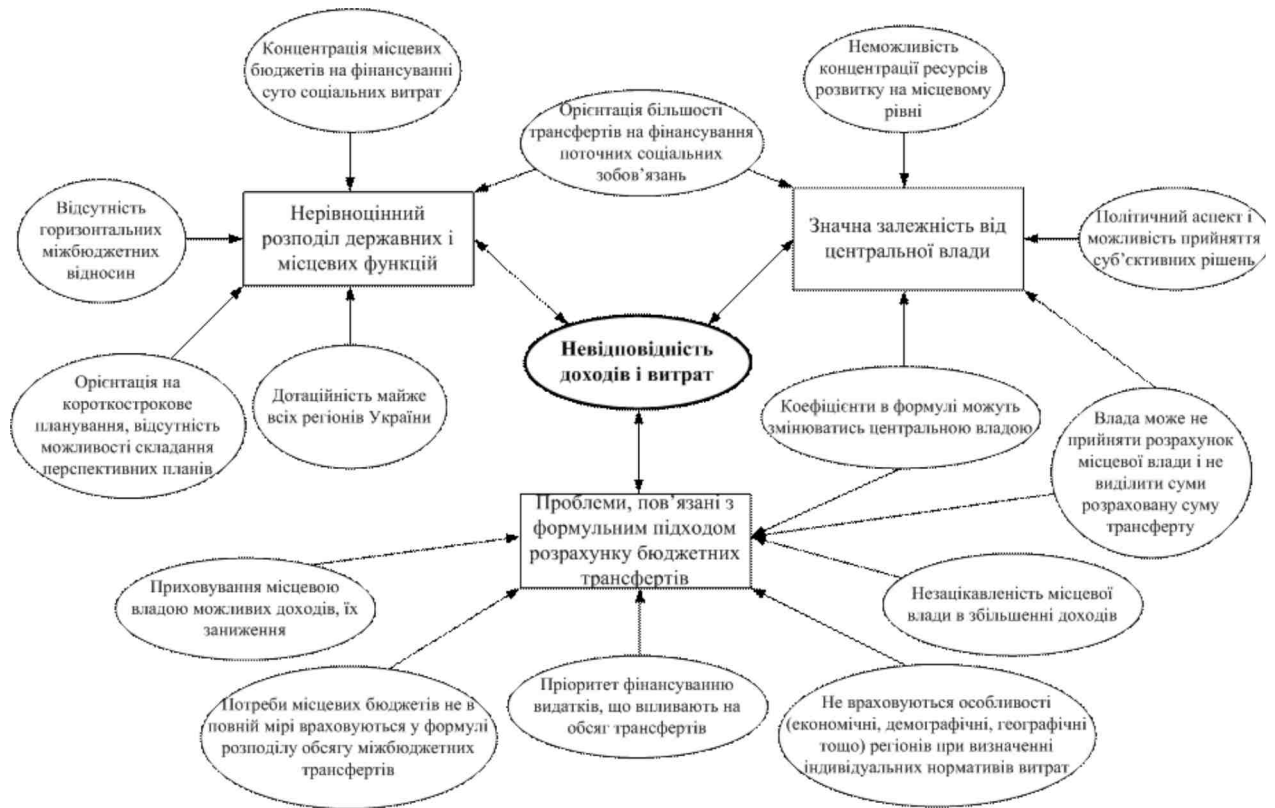 Концентрація місцевих
бюджетів на фінансуванні
суто соціальних витрат
Неможливість
концентрації ресурсів
розвитку на місцевому
рівні
Орієнтація більшості
трансфертів на фінансування
поточних соціальних
зобов’язань
Відсутність
горизонтальних
міжбюджетних
відносин
Нерівноцінний
розподіл державних і
місцевих функцій
Значна залежність від
центральної влади
Політичний аспект і
можливість прийняття
суб’єктивних рішень
Невідповідність
доходів і витрат
Орієнтація на
короткострокове
планування, відсутність
можливості складання
перспективних планів
Дотаційність майже
всіх регіонів України
Коефіцієнти в формулі можуть
змінюватись центральною владою
Влада може не
прийняти розрахунок
місцевої влади і не
виділити суми
розраховану суму
трансферту
Проблеми, пов’язані з
формульним підходом
розрахунку бюджетних
трансфертів
Приховування місцевою
владою можливих доходів, їх
заниження
Незацікавленість місцевої
влади в збільшенні доходів
Потреби місцевих бюджетів не в
повній мірі враховуються у формулі
розподілу обсягу міжбюджетних
трансфертів
Пріоритет фінансуванню
видатків, що впливають на
обсяг трансфертів
Не враховуються особливості
(економічні, демографічні, географічні
тощо) регіонів при визначенні
індивідуальних нормативів витрат